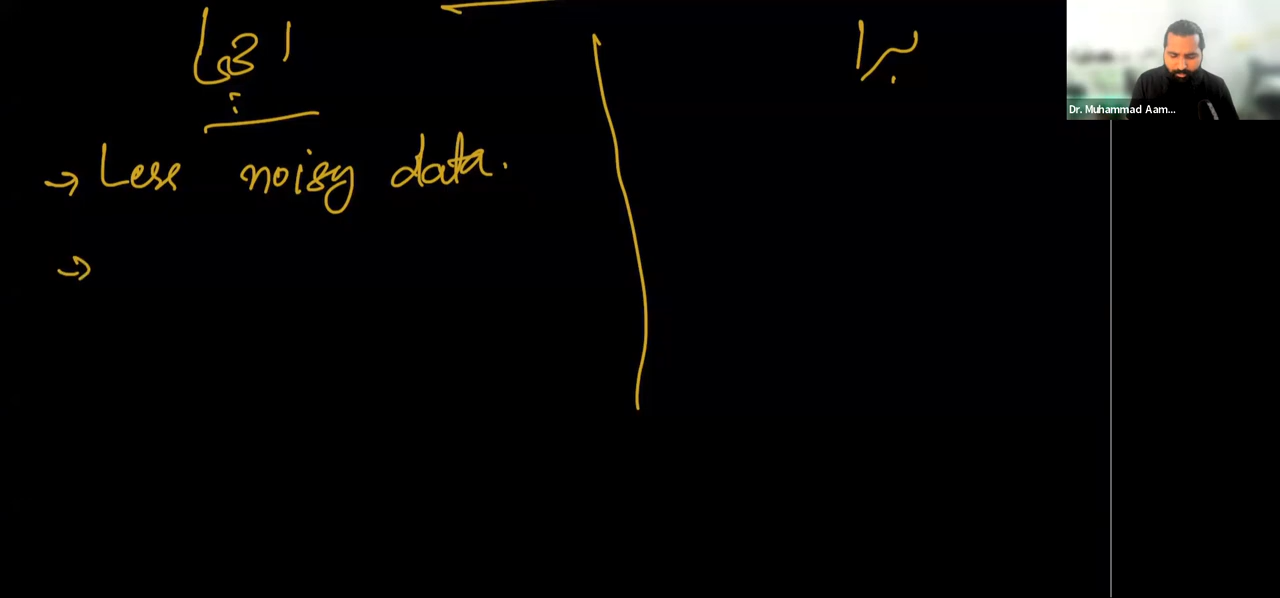 اچھا
برا
Dr. Muhammad Aam...
→ Less noisy data.
→